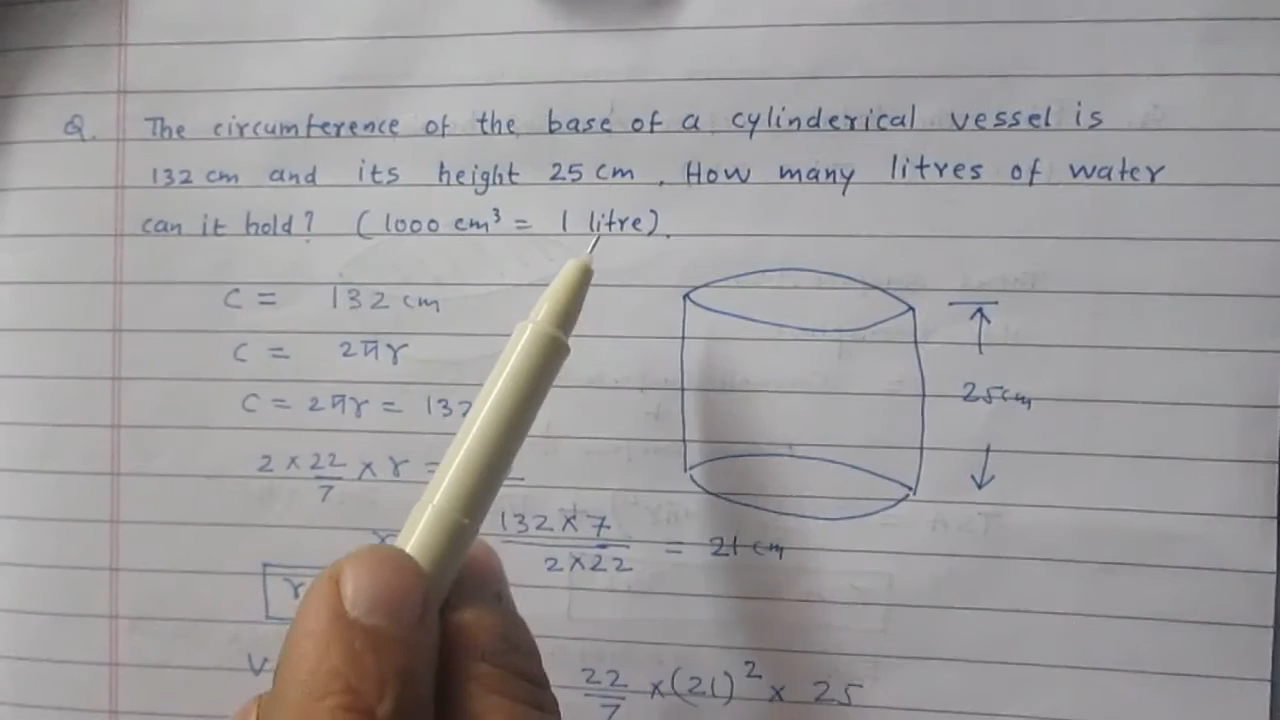 Q. The circumference of the base of a cylinderical vessel is
132 cm and its height 25 cm. How many litres of water
can it hold? (1000 cm³ = 1 litre).
C = 132 cm
C = 2πr
25cm
C = 2πr = 132
2 × 22/7 × r =
132 × 7 / 2×22 = 21 cm
r
V
22/7 × (21)² × 25